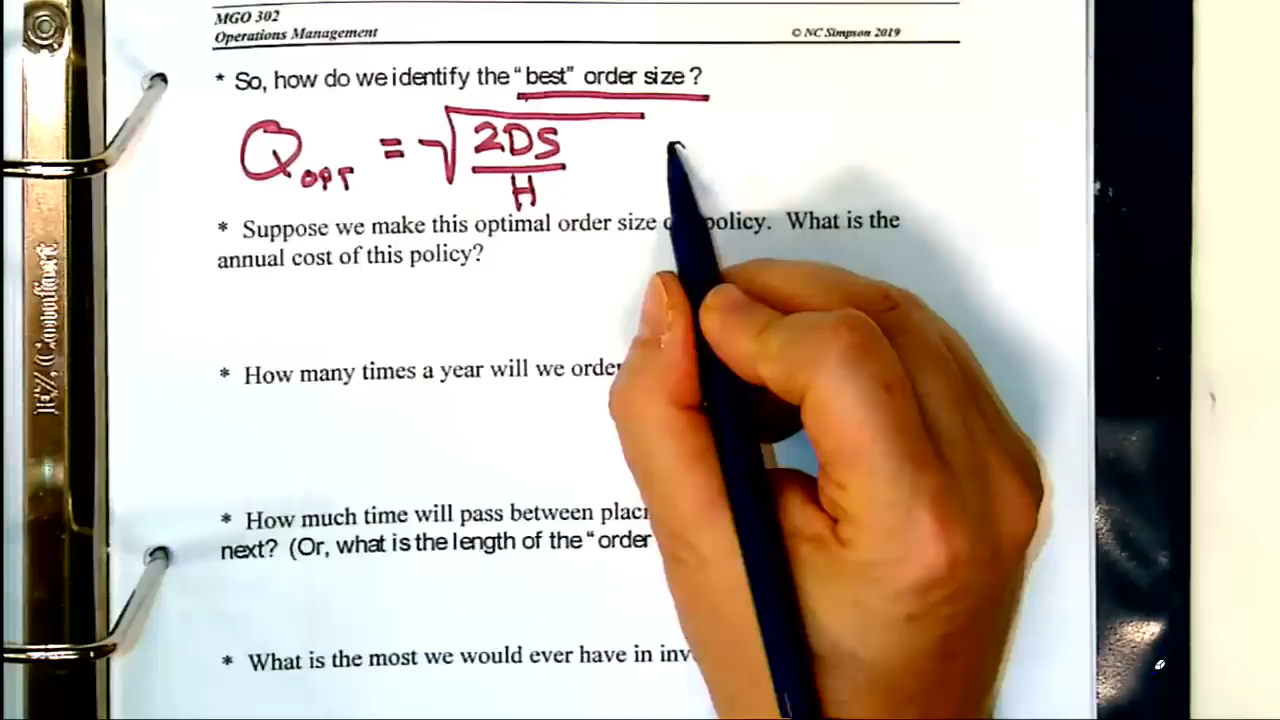 MGO 302
Operations Management
© NC Simpson 2019
* So, how do we identify the “best” order size?
Q OPT = √ 2DS
H
* Suppose we make this optimal order size policy. What is the
annual cost of this policy?
* How many times a year will we order
* How much time will pass between
next? (Or, what is the length of the “order
* What is the most we would ever have in
EZ Comfort